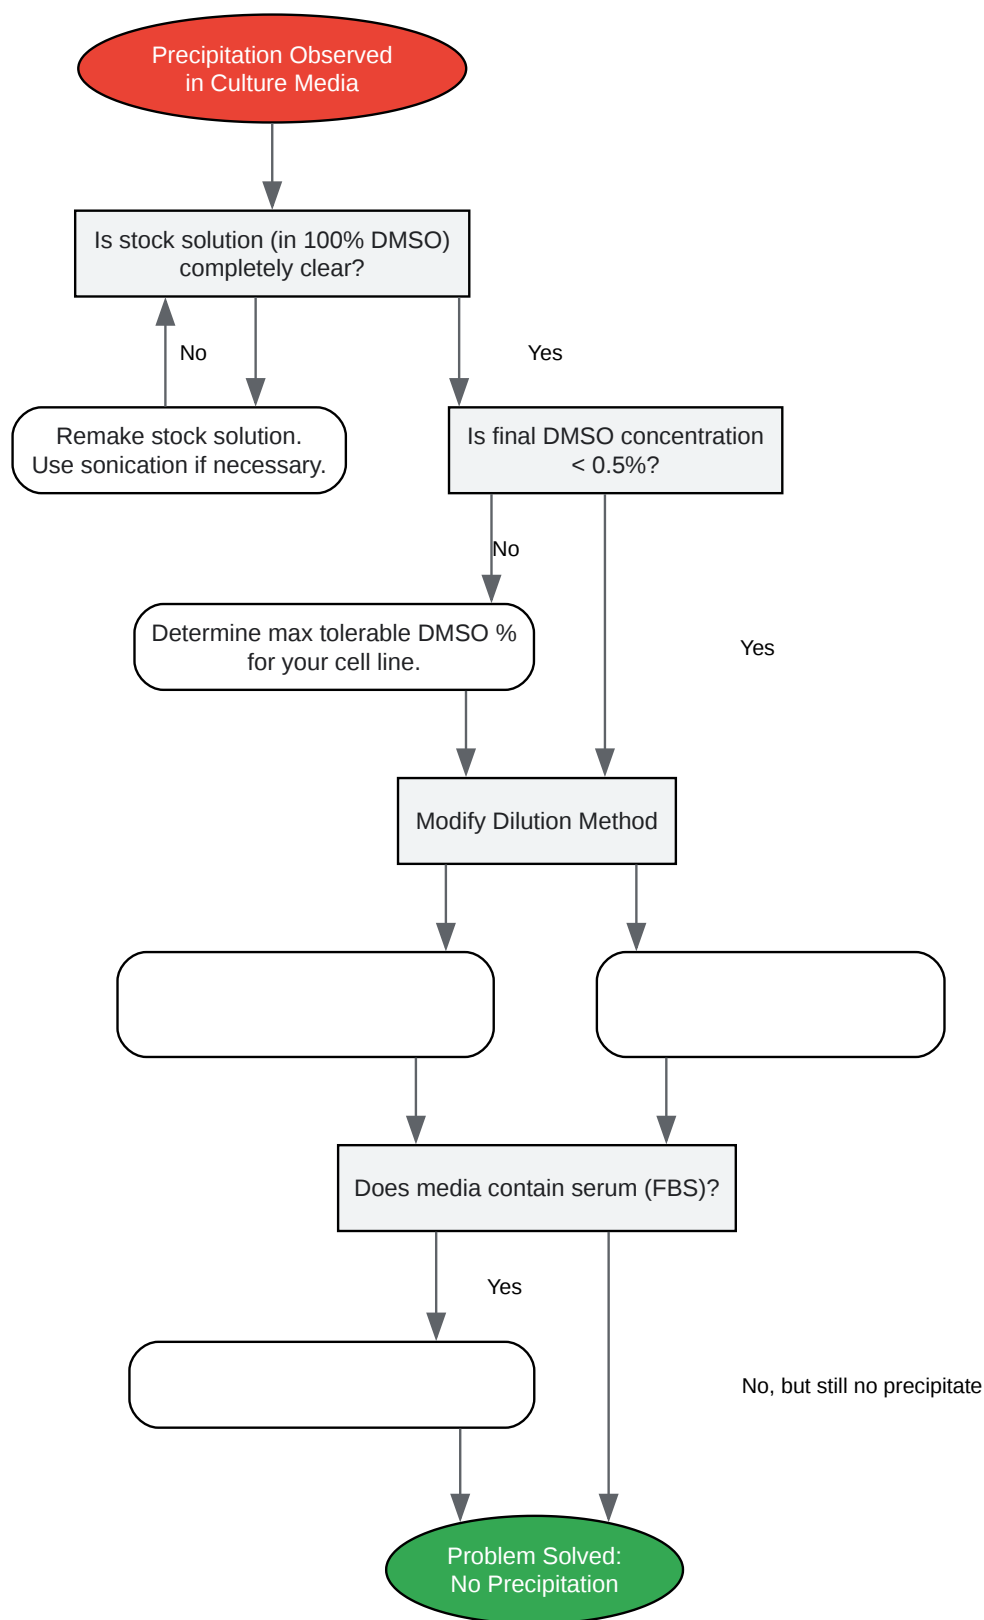 Precipitation Observed
in Culture Media
Is stock solution (in 100% DMSO)
completely clear?
No
Yes
Remake stock solution.
Use sonication if necessary.
Is final DMSO concentration
< 0.5%?
No
Determine max tolerable DMSO %
for your cell line.
Yes
Modify Dilution Method
Does media contain serum (FBS)?
Yes
No, but still no precipitate
Problem Solved:
No Precipitation